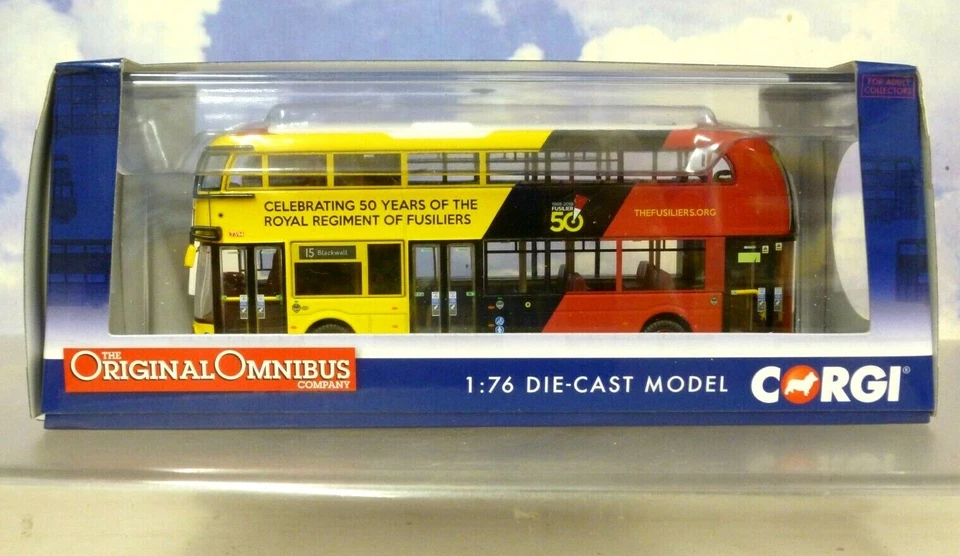 FOR ADULT
COLLECTORS
CELEBRATING 50 YEARS OF THE
ROYAL REGIMENT OF FUSILIERS
FUSILIER
50
THEFUSILIERS.ORG
15 Blackwall
THE
ORIGINAL OMNIBUS
COMPANY
1:76 DIE-CAST MODEL
CORGI®